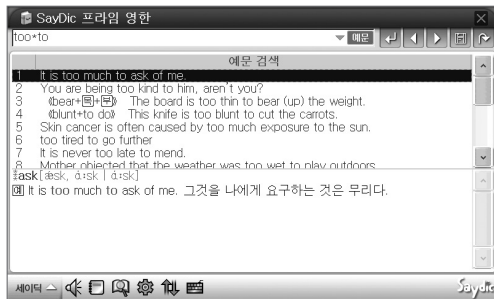 SayDic 프라임 영한
too*to
예문
예문 검색
1 It is too much to ask of me.
2 You are being too kind to him, aren't you?
3 《bear+목+부》 The board is too thin to bear (up) the weight.
4 《blunt+to do》 This knife is too blunt to cut the carrots.
5 Skin cancer is often caused by too much exposure to the sun.
6 too tired to go further
7 It is never too late to mend.
8 Mother objected that the weather was too wet to play outdoors.
ask[æsk, ɑːsk | ɑːsk]
예 It is too much to ask of me. 그것을 나에게 요구하는 것은 무리다.
세이딕
Saydic